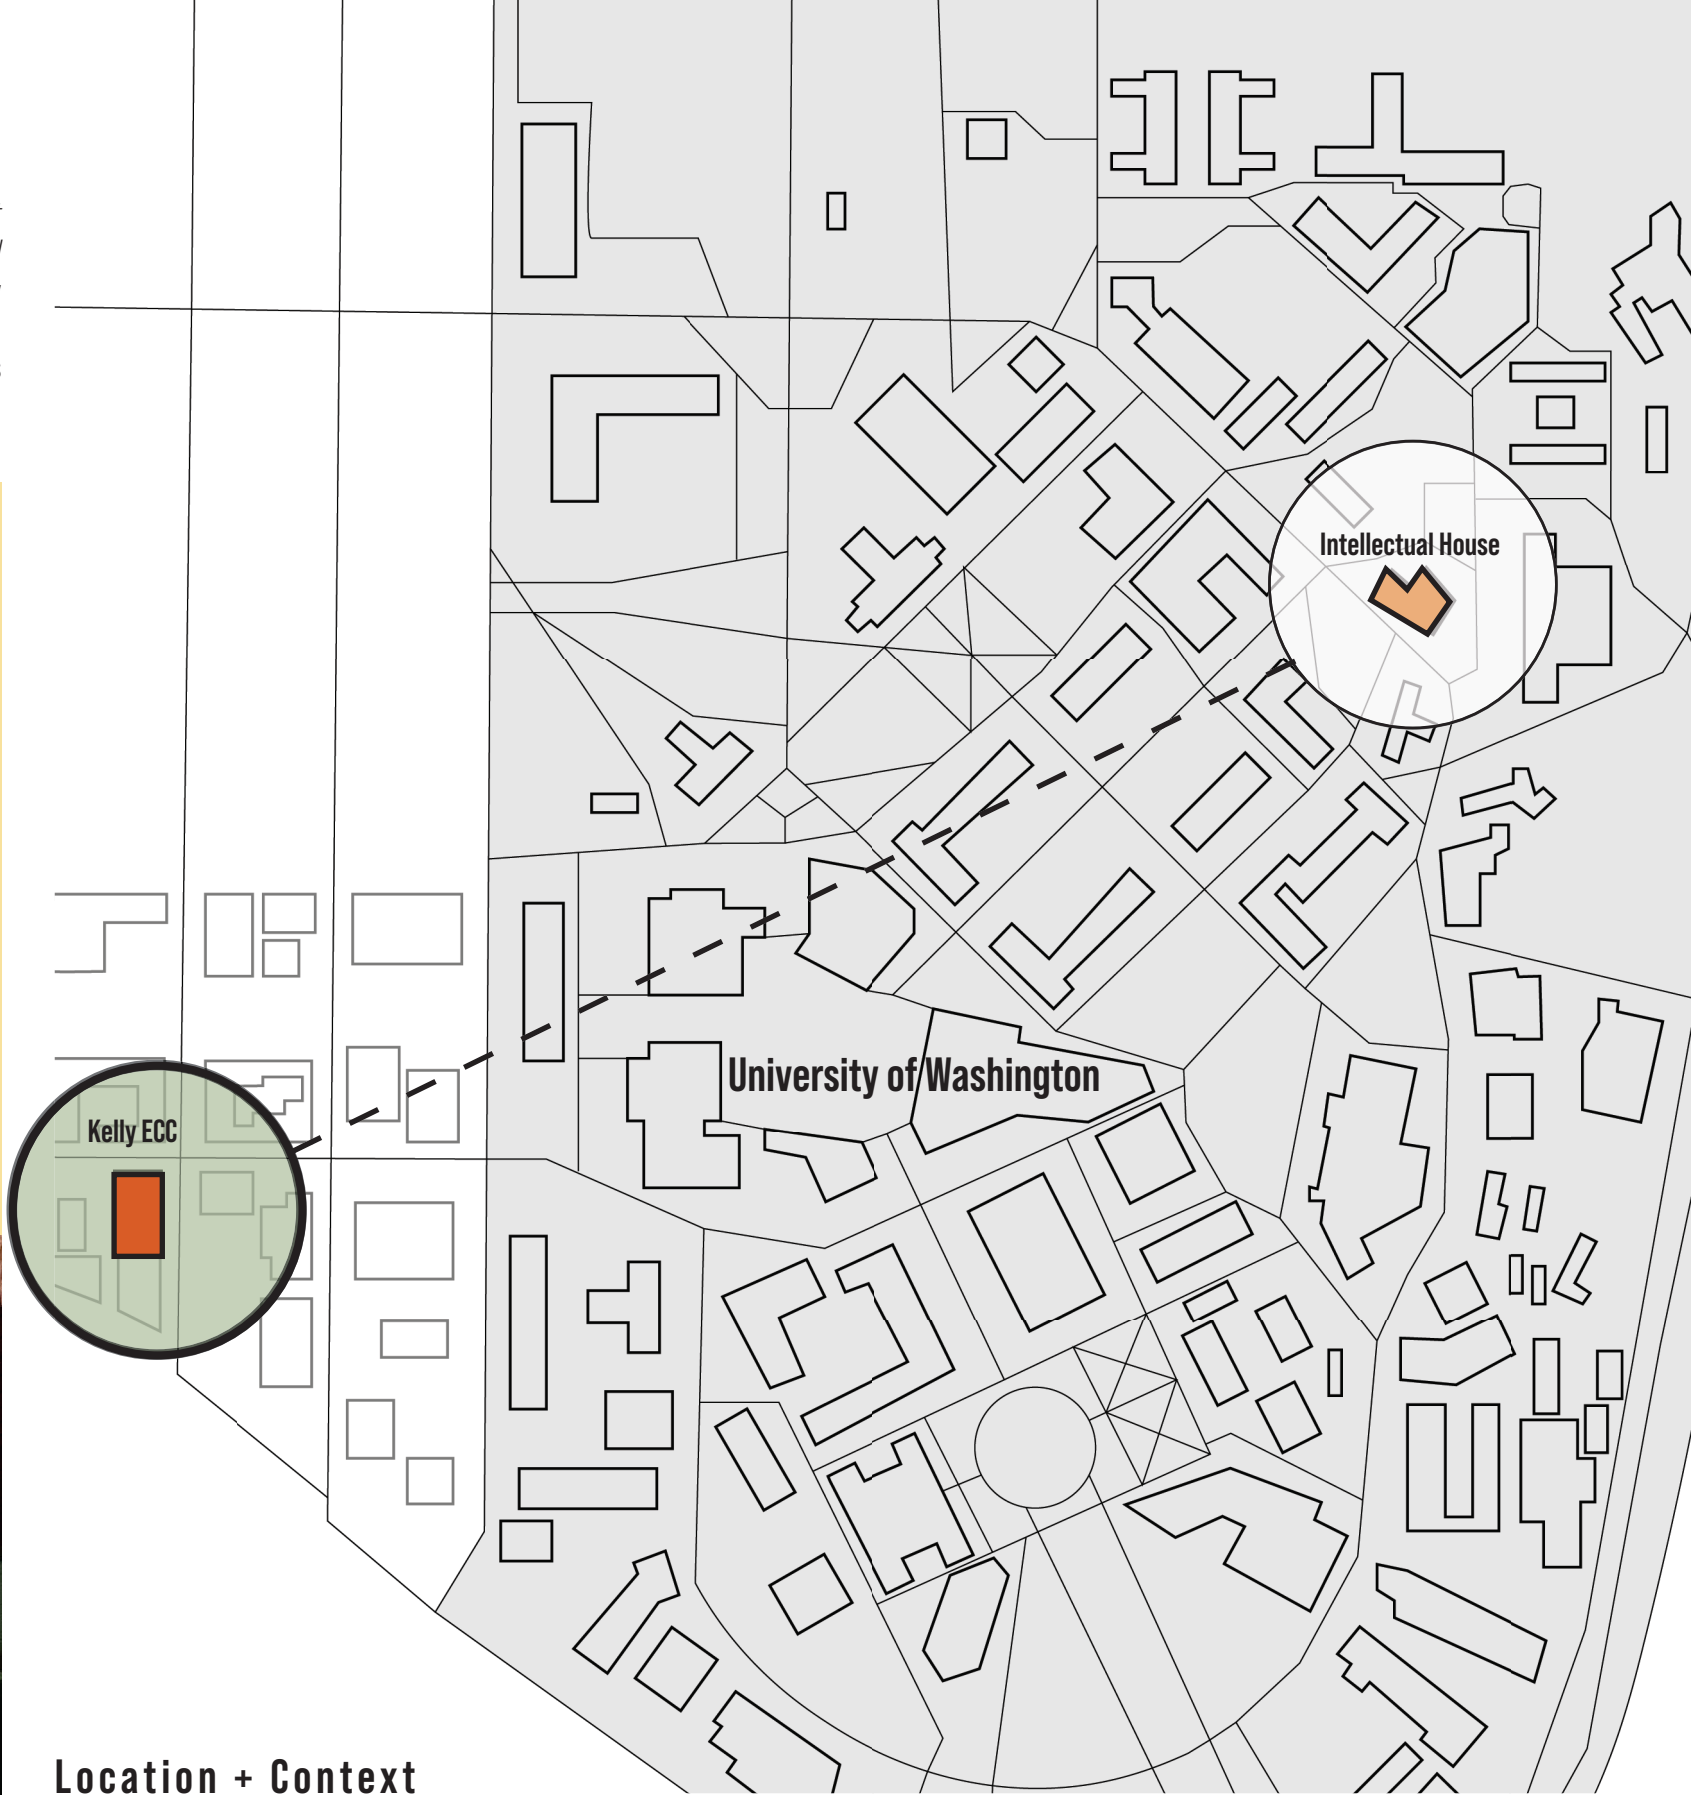 Intellectual House
University of Washington
Kelly ECC
Location + Context